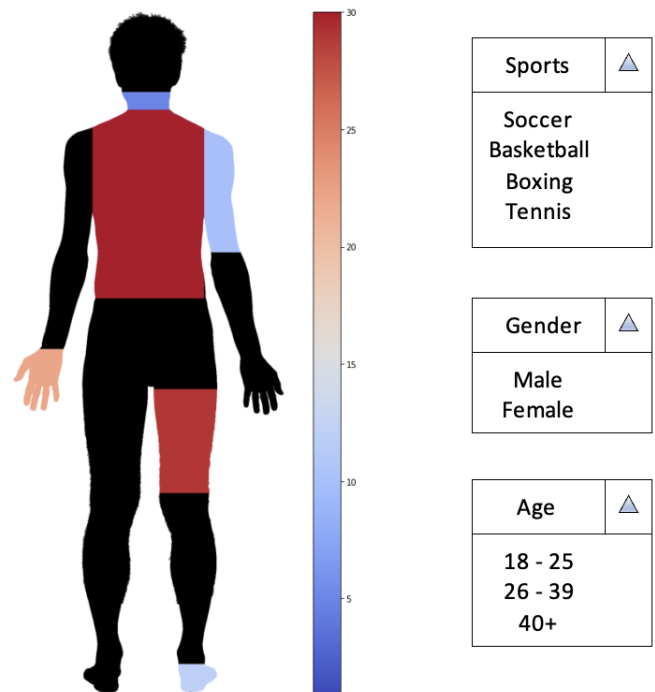 30
25
20
15
10
5
Sports
Soccer
Basketball
Boxing
Tennis
Gender
Male
Female
Age
18 - 25
26 - 39
40+